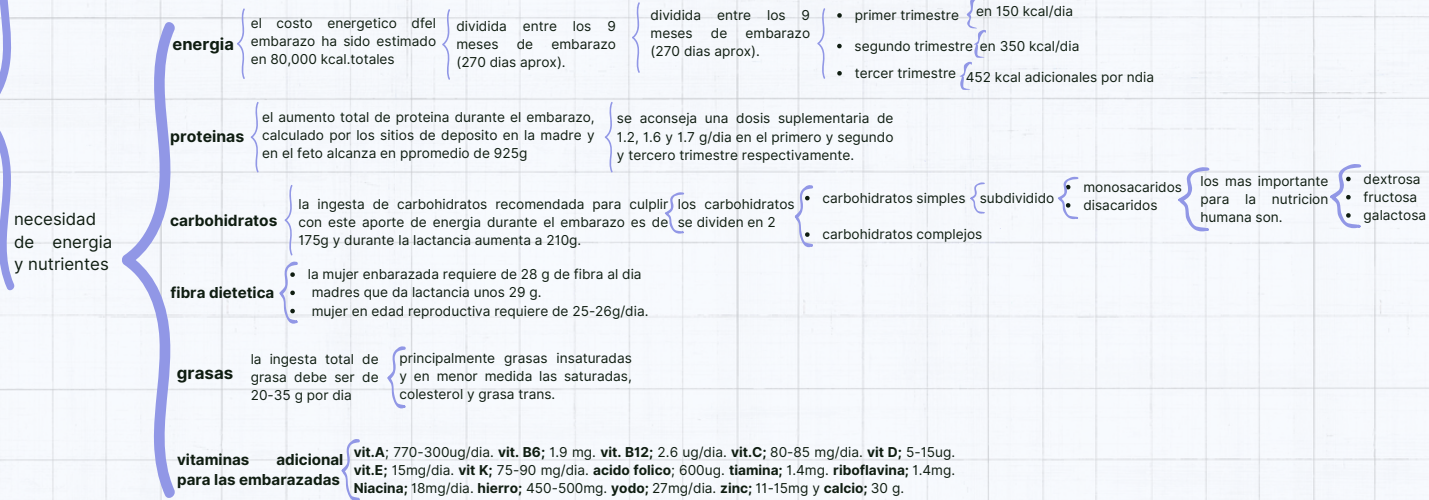 necesidad
de energia
y nutrientes
energia
el costo energetico dfel
embarazo ha sido estimado
en 80,000 kcal.totales
dividida entre los 9
meses de embarazo
(270 dias aprox).
dividida entre los 9
meses de embarazo
(270 dias aprox).
• primer trimestre
en 150 kcal/dia
• segundo trimestre
en 350 kcal/dia
• tercer trimestre
452 kcal adicionales por ndia
proteinas
el aumento total de proteina durante el embarazo,
calculado por los sitios de deposito en la madre y
en el feto alcanza en ppromedio de 925g
se aconseja una dosis suplementaria de
1.2, 1.6 y 1.7 g/dia en el primero y segundo
y tercero trimestre respectivamente.
carbohidratos
la ingesta de carbohidratos recomendada para culplir
con este aporte de energia durante el embarazo es de
175g y durante la lactancia aumenta a 210g.
los carbohidratos
se dividen en 2
• carbohidratos simples
subdividido
• monosacaridos
• disacaridos
los mas importante
para la nutricion
humana son.
• dextrosa
• fructosa
• galactosa
• carbohidratos complejos
fibra dietetica
• la mujer enbarazada requiere de 28 g de fibra al dia
• madres que da lactancia unos 29 g.
• mujer en edad reproductiva requiere de 25-26g/dia.
grasas
la ingesta total de
grasa debe ser de
20-35 g por dia
principalmente grasas insaturadas
y en menor medida las saturadas,
colesterol y grasa trans.
vitaminas adicional
para las embarazadas
vit.A; 770-300ug/dia. vit. B6; 1.9 mg. vit. B12; 2.6 ug/dia. vit.C; 80-85 mg/dia. vit D; 5-15ug.
vit.E; 15mg/dia. vit K; 75-90 mg/dia. acido folico; 600ug. tiamina; 1.4mg. riboflavina; 1.4mg.
Niacina; 18mg/dia. hierro; 450-500mg. yodo; 27mg/dia. zinc; 11-15mg y calcio; 30 g.